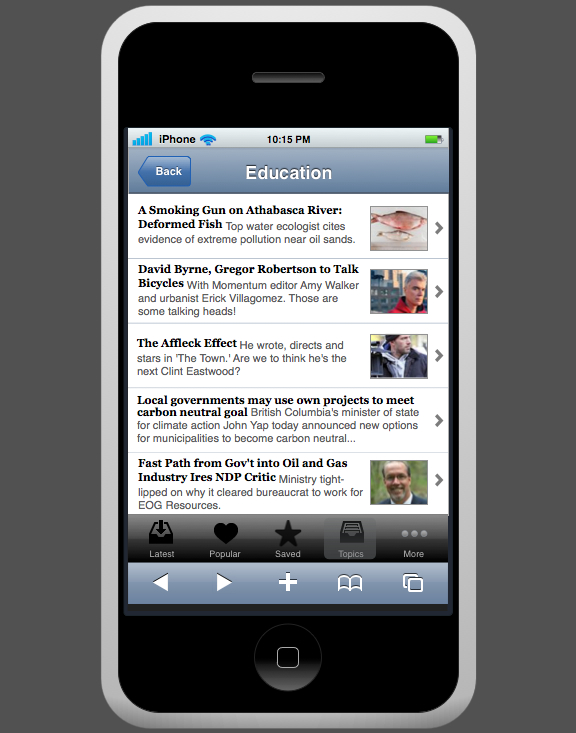 iPhone 10:15 PM
Back Education
A Smoking Gun on Athabasca River:
Deformed Fish Top water ecologist cites
evidence of extreme pollution near oil sands.
David Byrne, Gregor Robertson to Talk
Bicycles With Momentum editor Amy Walker
and urbanist Erick Villagomez. Those are
some talking heads!
The Affleck Effect He wrote, directs and
stars in 'The Town.' Are we to think he's the
next Clint Eastwood?
Local governments may use own projects to meet
carbon neutral goal British Columbia's minister of state
for climate action John Yap today announced new options
for municipalities to become carbon neutral...
Fast Path from Gov't into Oil and Gas
Industry Ires NDP Critic Ministry tight-
lipped on why it cleared bureaucrat to work for
EOG Resources.
Latest Popular Saved Topics More